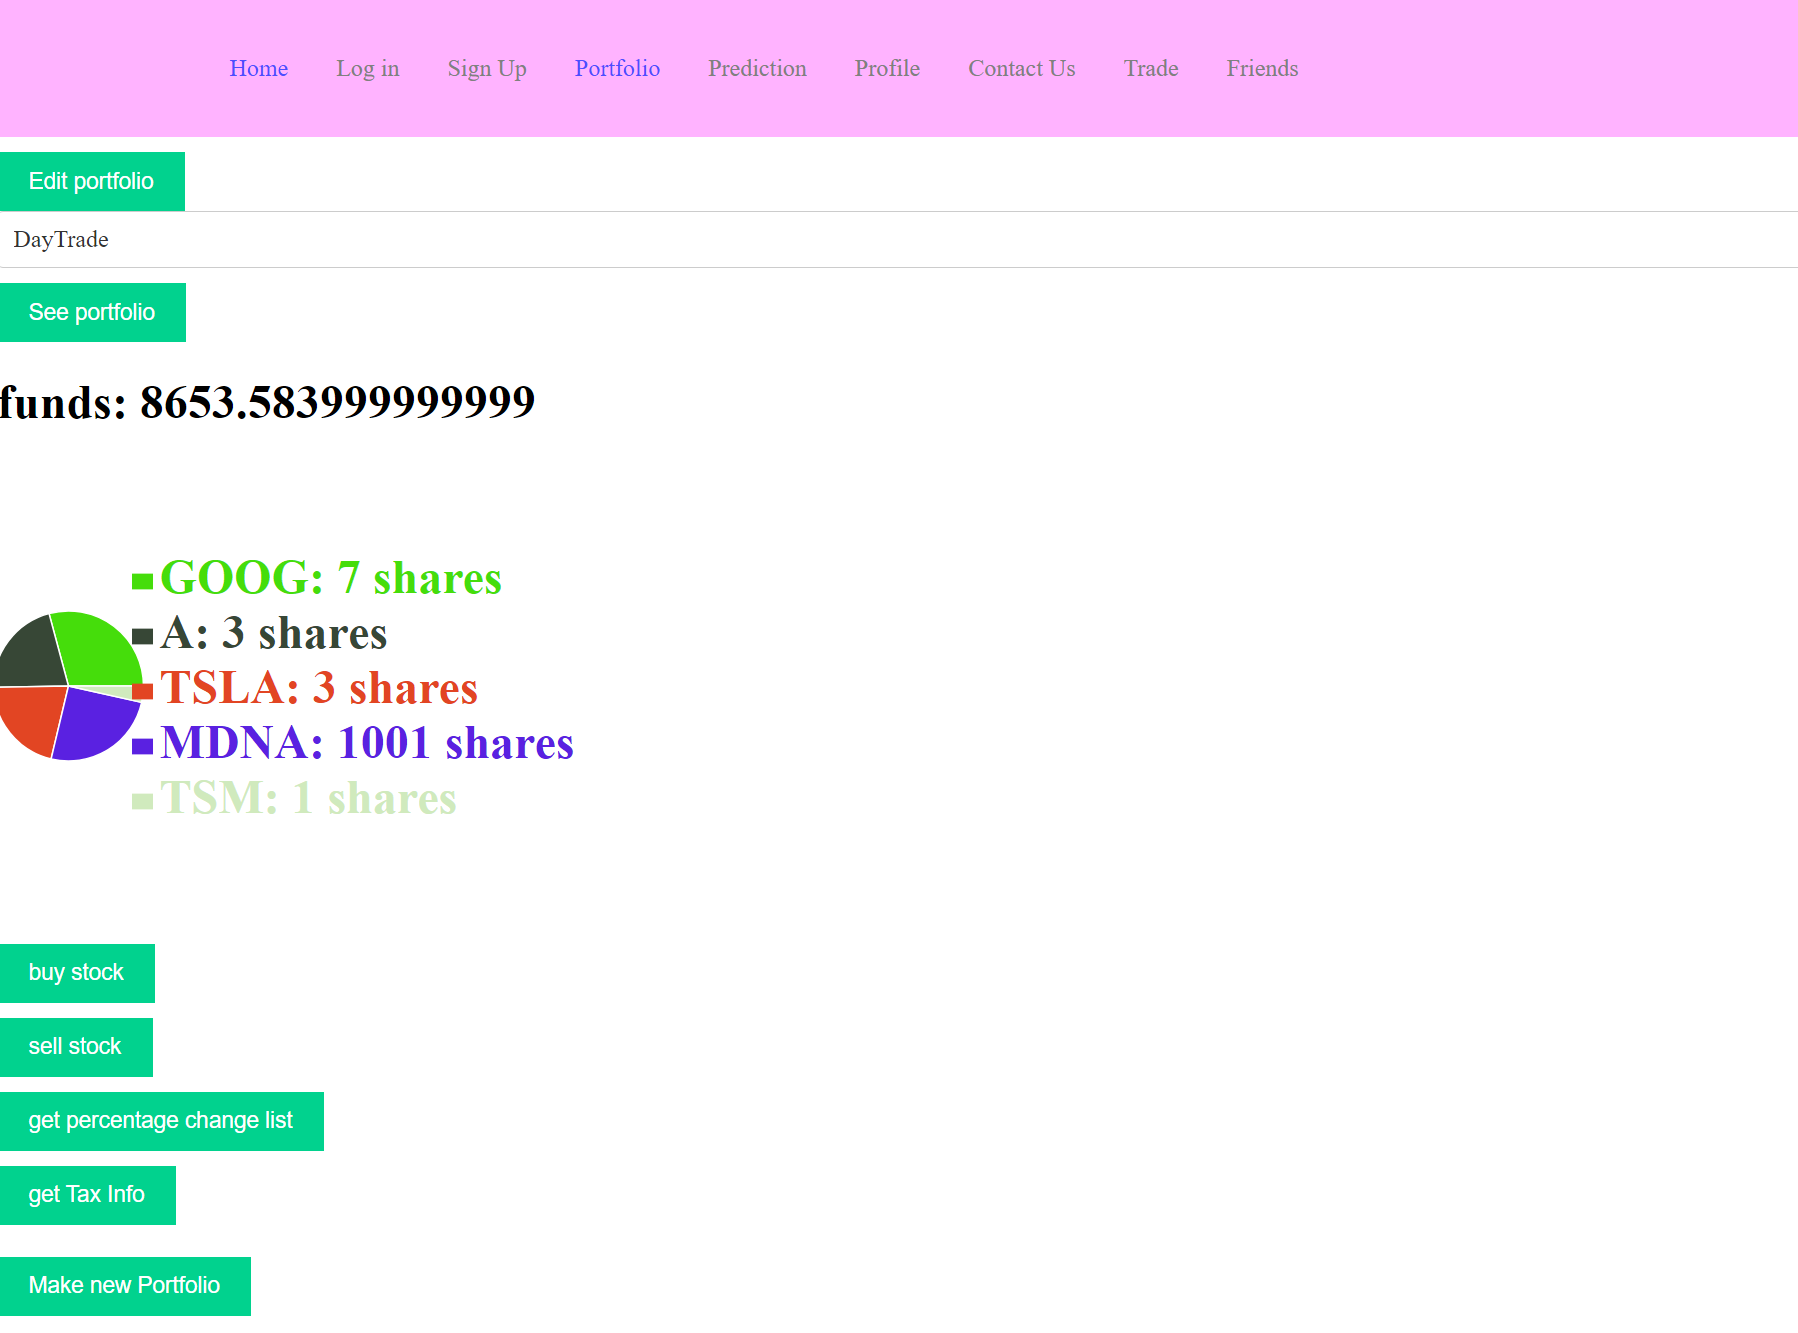 Home Log in Sign Up Portfolio Prediction Profile Contact Us Trade Friends
Edit portfolio
DayTrade
See portfolio
funds: 8653.583999999999
GOOG: 7 shares
A: 3 shares
TSLA: 3 shares
MDNA: 1001 shares
TSM: 1 shares
buy stock
sell stock
get percentage change list
get Tax Info
Make new Portfolio